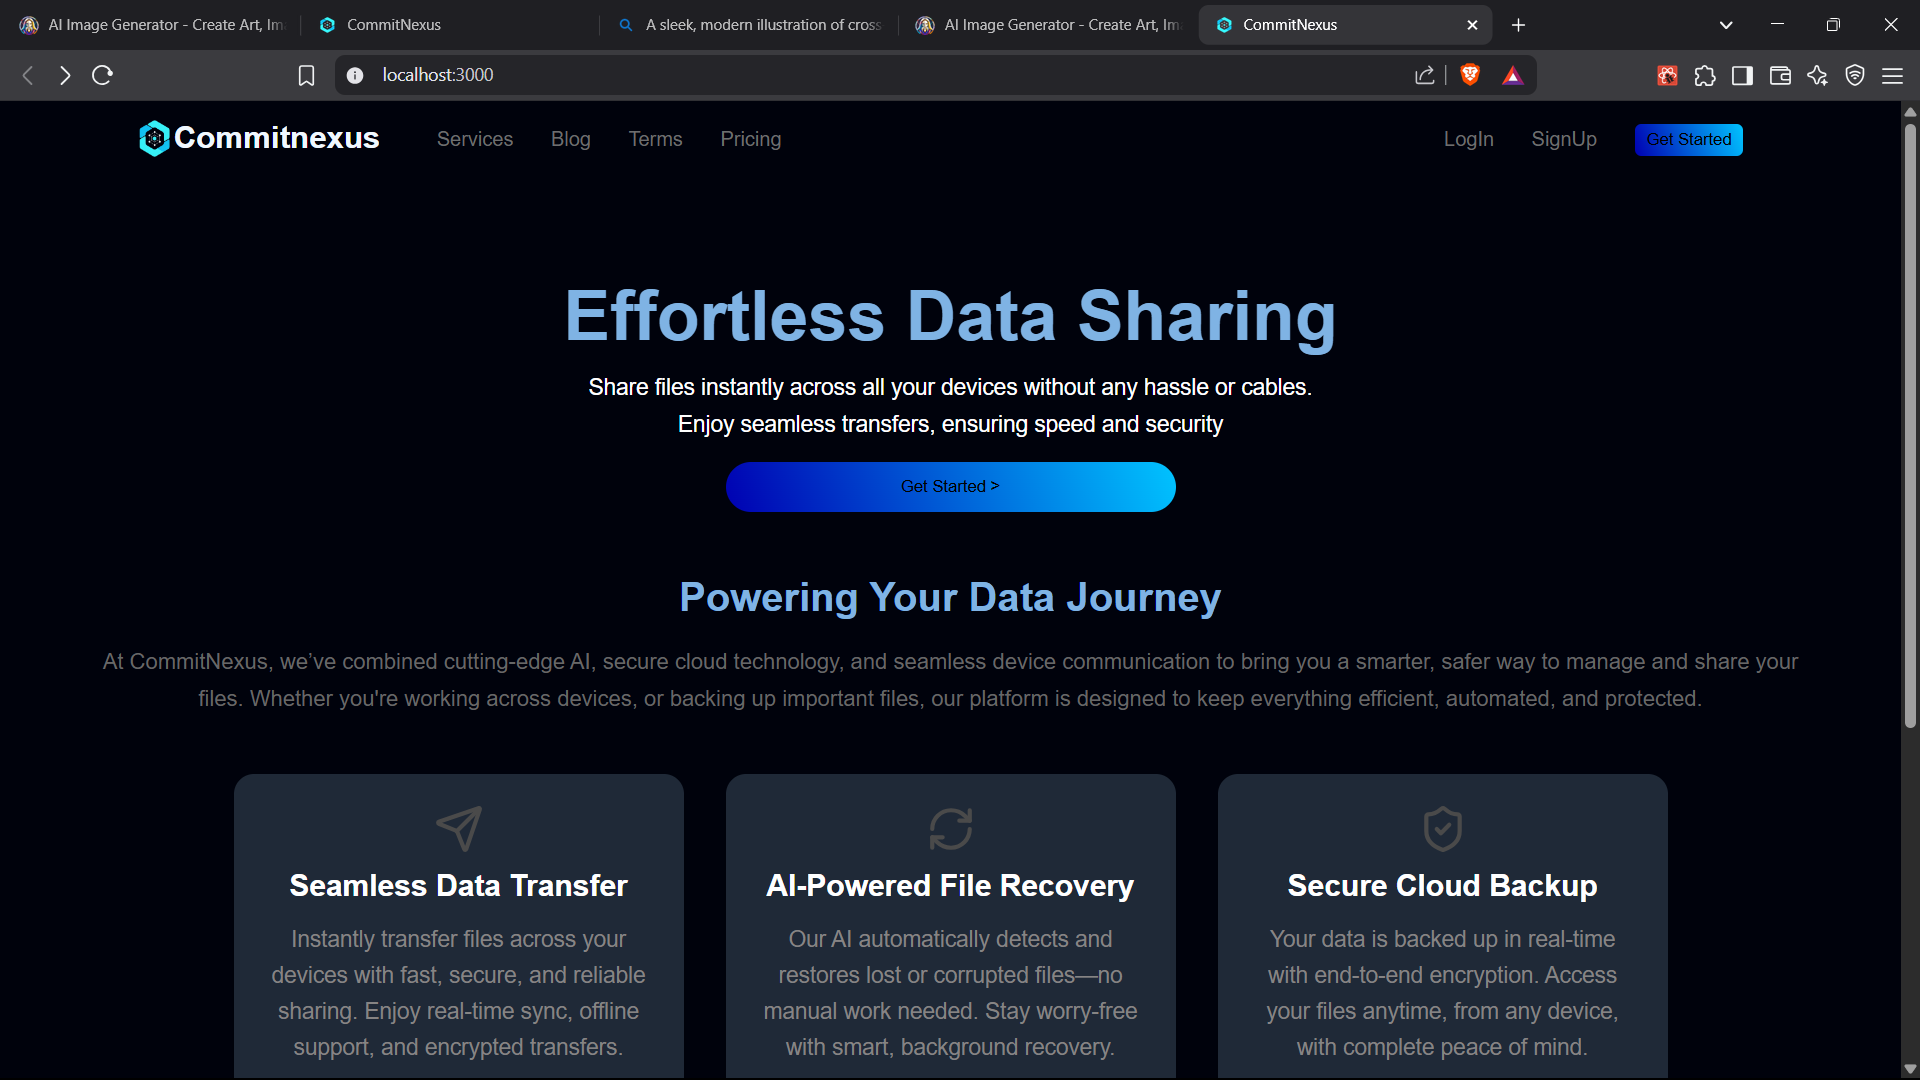 AI Image Generator - Create Art, Im
CommitNexus
A sleek, modern illustration of cross
AI Image Generator - Create Art, Im
CommitNexus
localhost:3000
Commitnexus
Services
Blog
Terms
Pricing
LogIn
SignUp
Get Started
Effortless Data Sharing
Share files instantly across all your devices without any hassle or cables.
Enjoy seamless transfers, ensuring speed and security
Get Started >
Powering Your Data Journey
At CommitNexus, we’ve combined cutting-edge AI, secure cloud technology, and seamless device communication to bring you a smarter, safer way to manage and share your
files. Whether you're working across devices, or backing up important files, our platform is designed to keep everything efficient, automated, and protected.
Seamless Data Transfer
Instantly transfer files across your
devices with fast, secure, and reliable
sharing. Enjoy real-time sync, offline
support, and encrypted transfers.
AI-Powered File Recovery
Our AI automatically detects and
restores lost or corrupted files—no
manual work needed. Stay worry-free
with smart, background recovery.
Secure Cloud Backup
Your data is backed up in real-time
with end-to-end encryption. Access
your files anytime, from any device,
with complete peace of mind.